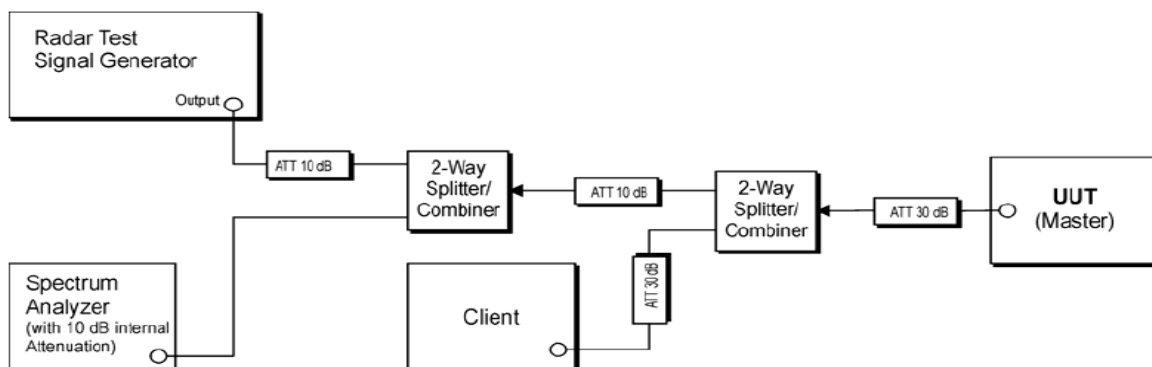 Radar Test
Signal Generator
Output
ATT 10 dB
2-Way
Splitter/
Combiner
ATT 10 dB
2-Way
Splitter/
Combiner
ATT 30 dB
UUT
(Master)
Spectrum
Analyzer
(with 10 dB internal
Attenuation)
Client
ATT 30 dB